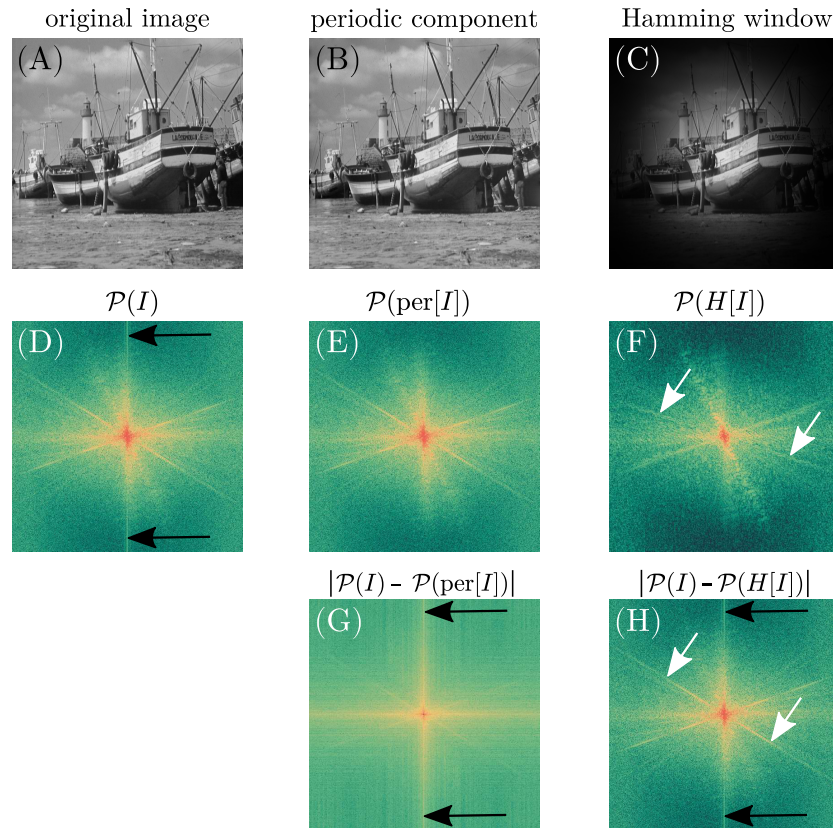 original image
periodic component
Hamming window
(A)
(B)
(C)
𝒫(I)
𝒫(per[I])
𝒫(H[I])
(D)
(E)
(F)
|𝒫(I) – 𝒫(per[I])|
|𝒫(I) – 𝒫(H[I])|
(G)
(H)